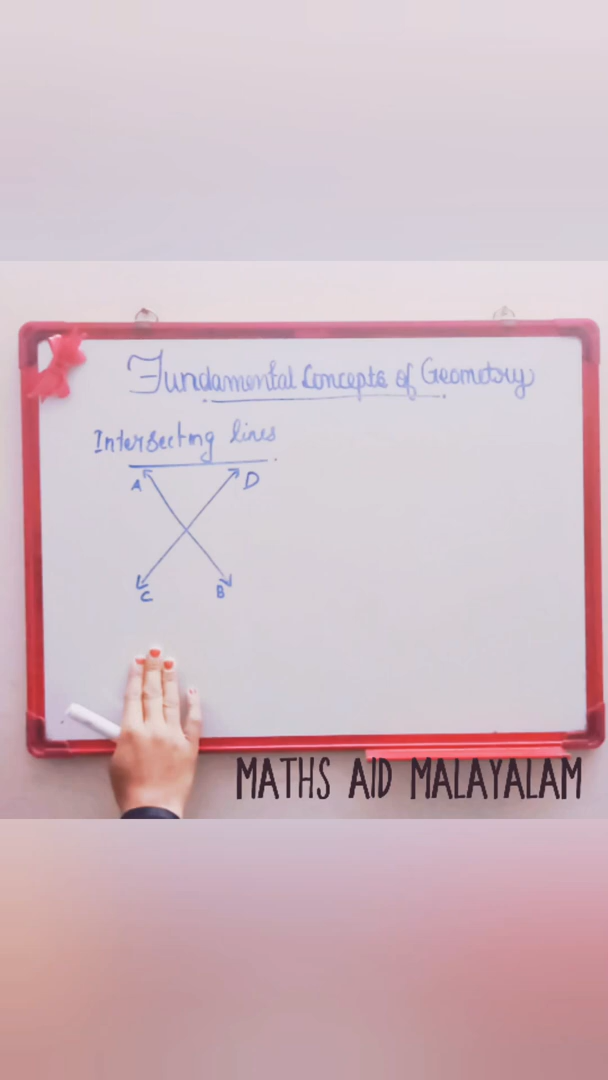 Fundamental Concepts of Geometry
Intersecting lines
A D
C B
MATHS AID MALAYALAM